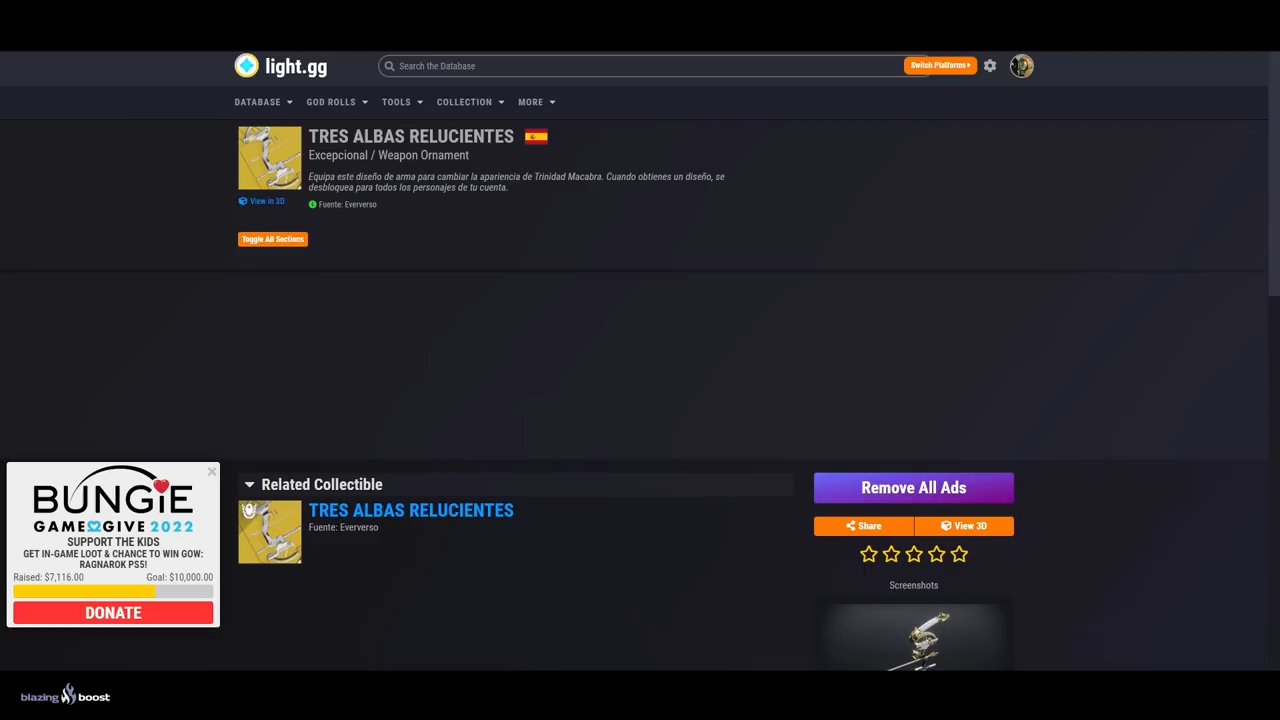 light.gg
Search the Database
Switch Platforms
DATABASE
GOD ROLLS
TOOLS
COLLECTION
MORE
TRES ALBAS RELUCIENTES
Excepcional / Weapon Ornament
Equipa este diseño de arma para cambiar la apariencia de Trinidad Macabra. Cuando obtienes un diseño, se
desbloquea para todos los personajes de tu cuenta.
View in 3D
Fuente: Eververso
Toggle All Sections
BUNGiE
GAME GIVE 2022
SUPPORT THE KIDS
GET IN-GAME LOOT & CHANCE TO WIN GOW:
RAGNAROK PS5!
Raised: $7,116.00 Goal: $10,000.00
DONATE
Related Collectible
TRES ALBAS RELUCIENTES
Fuente: Eververso
Remove All Ads
Share
View 3D
Screenshots
blazing boost